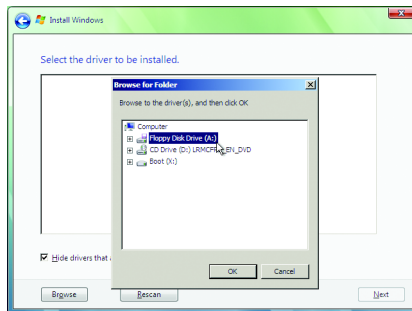 Install Windows
Select the driver to be installed.
Browse for Folder
Browse to the driver(s), and then click OK
Computer
Floppy Disk Drive (A:)
CD Drive (D:) LRMCFRE_EN_DVD
Boot (X:)
OK Cancel
Hide drivers that
Browse Rescan Next